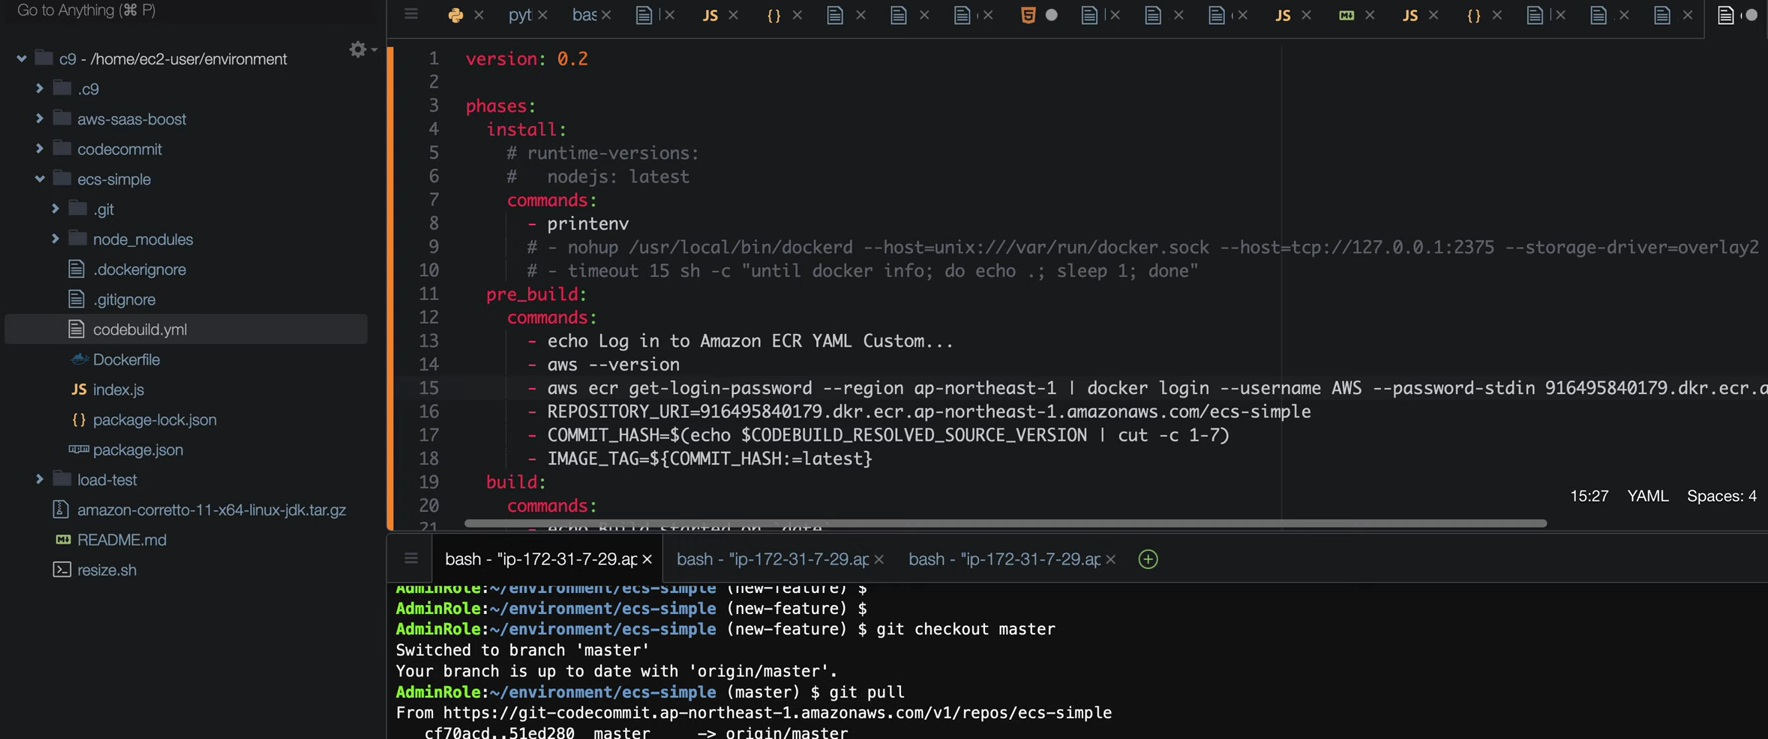 Go to Anything (⌘ P)
c9 - /home/ec2-user/environment
.c9
aws-saas-boost
codecommit
ecs-simple
.git
node_modules
.dockerignore
.gitignore
codebuild.yml
Dockerfile
JS index.js
{} package-lock.json
package.json
load-test
amazon-corretto-11-x64-linux-jdk.tar.gz
README.md
resize.sh
pyt bas JS {} JS JS {}
1 version: 0.2
2
3 phases:
4 install:
5 # runtime-versions:
6 #   nodejs: latest
7 commands:
8 - printenv
9 # - nohup /usr/local/bin/dockerd --host=unix:///var/run/docker.sock --host=tcp://127.0.0.1:2375 --storage-driver=overlay2
10 # - timeout 15 sh -c "until docker info; do echo .; sleep 1; done"
11 pre_build:
12 commands:
13 - echo Log in to Amazon ECR YAML Custom...
14 - aws --version
15 - aws ecr get-login-password --region ap-northeast-1 | docker login --username AWS --password-stdin 916495840179.dkr.ecr.a
16 - REPOSITORY_URI=916495840179.dkr.ecr.ap-northeast-1.amazonaws.com/ecs-simple
17 - COMMIT_HASH=$(echo $CODEBUILD_RESOLVED_SOURCE_VERSION | cut -c 1-7)
18 - IMAGE_TAG=${COMMIT_HASH:=latest}
19 build:
20 commands:
21 - echo Build started on `date`
15:27 YAML Spaces: 4
bash - "ip-172-31-7-29.ap bash - "ip-172-31-7-29.ap bash - "ip-172-31-7-29.ap
AdminRole:~/environment/ecs-simple (new-feature) $
AdminRole:~/environment/ecs-simple (new-feature) $
AdminRole:~/environment/ecs-simple (new-feature) $ git checkout master
Switched to branch 'master'
Your branch is up to date with 'origin/master'.
AdminRole:~/environment/ecs-simple (master) $ git pull
From https://git-codecommit.ap-northeast-1.amazonaws.com/v1/repos/ecs-simple
cf70acd..51ed280  master     -> origin/master